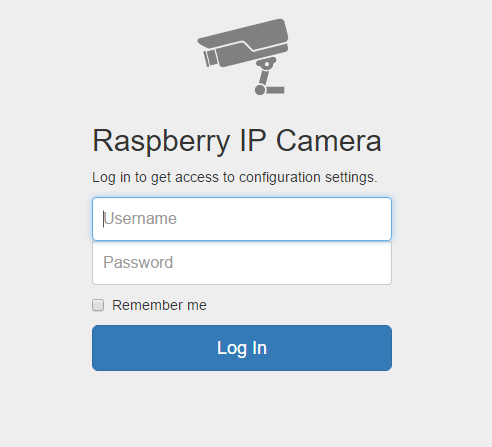 Raspberry IP Camera
Log in to get access to configuration settings.
Username
Password
Remember me
Log In